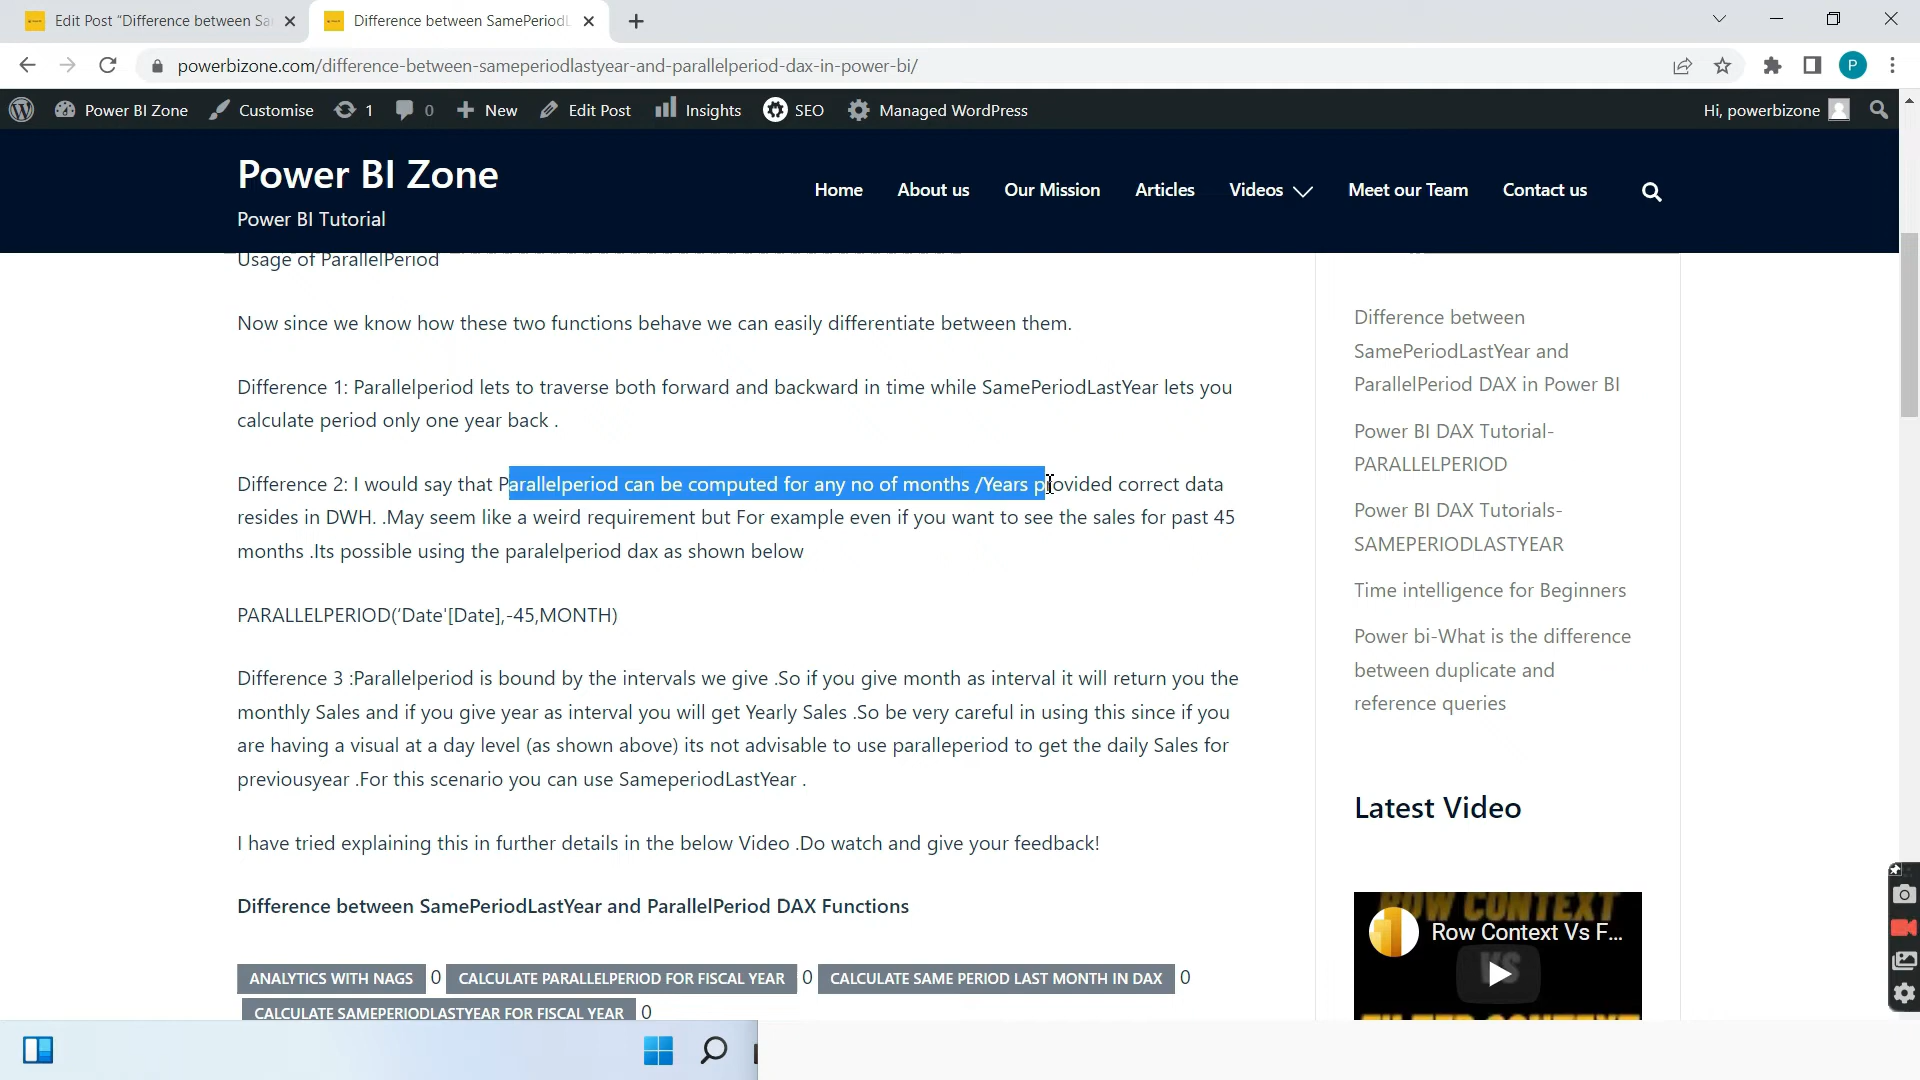 Edit Post "Difference between Sa
Difference between SamePeriodL
powerbizone.com/difference-between-sameperiodlastyear-and-parallelperiod-dax-in-power-bi/
P
Power BI Zone
Customise
1
0
New
Edit Post
Insights
SEO
Managed WordPress
Hi, powerbizone
Power BI Zone
Power BI Tutorial
Home
About us
Our Mission
Articles
Videos
Meet our Team
Contact us
Usage of ParallelPeriod
Now since we know how these two functions behave we can easily differentiate between them.
Difference 1: Parallelperiod lets to traverse both forward and backward in time while SamePeriodLastYear lets you
calculate period only one year back .
Difference 2: I would say that Parallelperiod can be computed for any no of months /Years provided correct data
resides in DWH. .May seem like a weird requirement but For example even if you want to see the sales for past 45
months .Its possible using the paralelperiod dax as shown below
PARALLELPERIOD(‘Date'[Date],-45,MONTH)
Difference 3 :Parallelperiod is bound by the intervals we give .So if you give month as interval it will return you the
monthly Sales and if you give year as interval you will get Yearly Sales .So be very careful in using this since if you
are having a visual at a day level (as shown above) its not advisable to use paralleperiod to get the daily Sales for
previousyear .For this scenario you can use SameperiodLastYear .
I have tried explaining this in further details in the below Video .Do watch and give your feedback!
Difference between SamePeriodLastYear and ParallelPeriod DAX Functions
ANALYTICS WITH NAGS 0 CALCULATE PARALLELPERIOD FOR FISCAL YEAR 0 CALCULATE SAME PERIOD LAST MONTH IN DAX 0
CALCULATE SAMEPERIODLASTYEAR FOR FISCAL YEAR 0
Difference between
SamePeriodLastYear and
ParallelPeriod DAX in Power BI
Power BI DAX Tutorial-
PARALLELPERIOD
Power BI DAX Tutorials-
SAMEPERIODLASTYEAR
Time intelligence for Beginners
Power bi-What is the difference
between duplicate and
reference queries
Latest Video
ROW CONTEXT
Row Context Vs F...
VS
FILTER CONTEXT